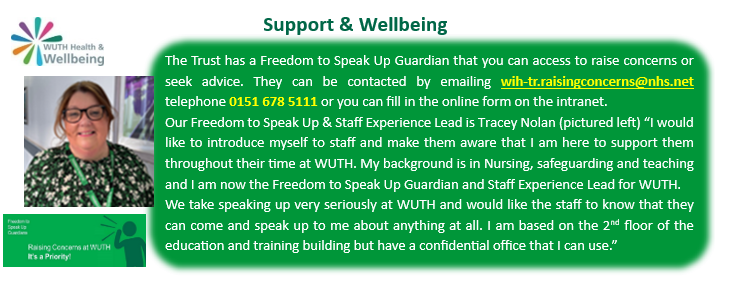 Support & Wellbeing
WUTH Health &
Wellbeing
The Trust has a Freedom to Speak Up Guardian that you can access to raise concerns or
seek advice. They can be contacted by emailing wih-tr.raisingconcerns@nhs.net
telephone 0151 678 5111 or you can fill in the online form on the intranet.
Our Freedom to Speak Up & Staff Experience Lead is Tracey Nolan (pictured left) “I would
like to introduce myself to staff and make them aware that I am here to support them
throughout their time at WUTH. My background is in Nursing, safeguarding and teaching
and I am now the Freedom to Speak Up Guardian and Staff Experience Lead for WUTH.
We take speaking up very seriously at WUTH and would like the staff to know that they
can come and speak up to me about anything at all. I am based on the 2nd floor of the
education and training building but have a confidential office that I can use.”
Freedom to
Speak Up
Guardians
Raising Concerns at WUTH
It's a Priority!